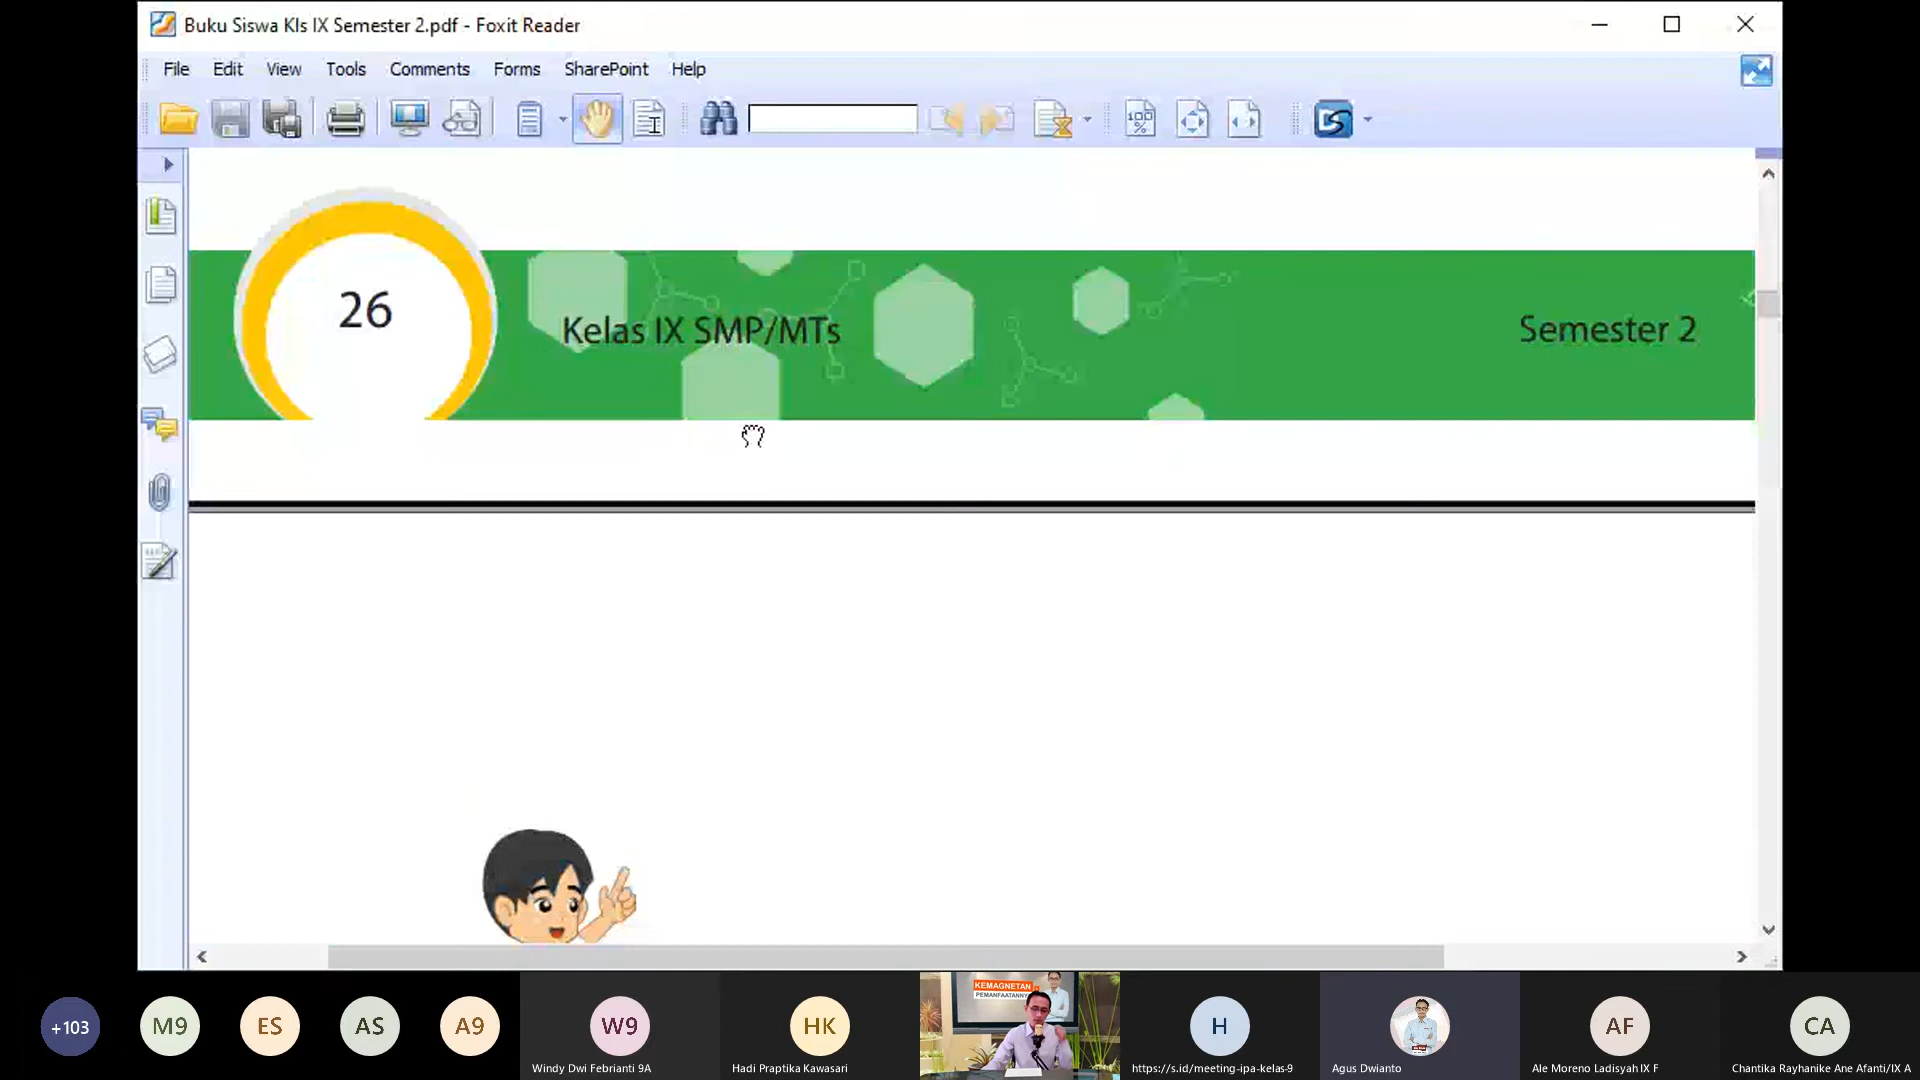 Buku Siswa Kls IX Semester 2.pdf - Foxit Reader
File Edit View Tools Comments Forms SharePoint Help
26
Kelas IX SMP/MTs
Semester 2
+103
M9
ES
AS
A9
W9
HK
H
AF
CA
KEMAGNETAN
Windy Dwi Febrianti 9A
Hadi Praptika Kawasari
https://s.id/meeting-ipa-kelas-9
Agus Dwianto
Ale Moreno Ladisyah IX F
Chantika Rayhanike Ane Afanti/IX A